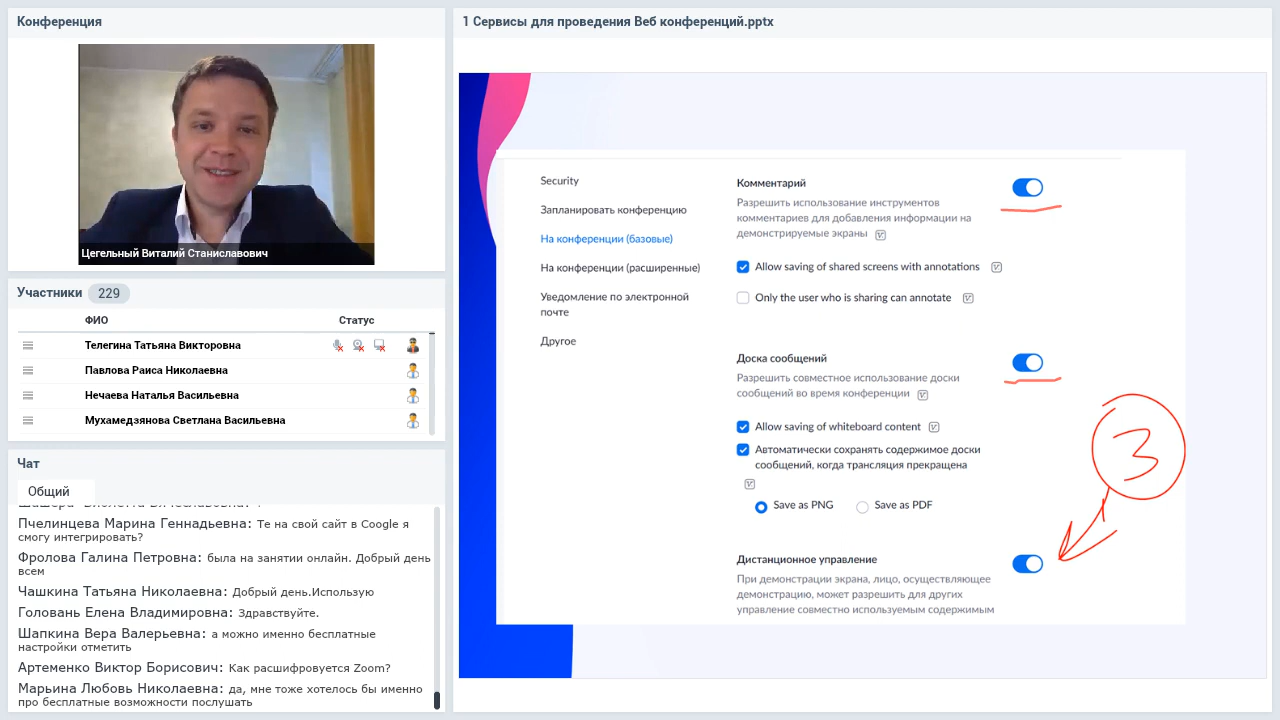 Конференция
Цегельный Виталий Станиславович
Участники 229
ФИО Статус
Телегина Татьяна Викторовна
Павлова Раиса Николаевна
Нечаева Наталья Васильевна
Мухамедзянова Светлана Васильевна
Чат
Общий
Пчелинцева Марина Геннадьевна: Те на свой сайт в Coogle я
смогу интегрировать?
Фролова Галина Петровна: была на занятии онлайн. Добрый день
всем
Чашкина Татьяна Николаевна: Добрый день.Использую
Головань Елена Владимировна: Здравствуйте.
Шапкина Вера Валерьевна: а можно именно бесплатные
настройки отметить
Артеменко Виктор Борисович: Как расшифровуется Zoom?
Марьина Любовь Николаевна: да, мне тоже хотелось бы именно
про бесплатные возможности послушать
1 Сервисы для проведения Веб конференций.pptx
Security
Запланировать конференцию
На конференции (базовые)
На конференции (расширенные)
Уведомление по электронной
почте
Другое
Комментарий
Разрешить использование инструментов
комментариев для добавления информации на
демонстрируемые экраны
Allow saving of shared screens with annotations
Only the user who is sharing can annotate
Доска сообщений
Разрешить совместное использование доски
сообщений во время конференции
Allow saving of whiteboard content
Автоматически сохранять содержимое доски
сообщений, когда трансляция прекращена
Save as PNG Save as PDF
Дистанционное управление
При демонстрации экрана, лицо, осуществляющее
демонстрацию, может разрешить для других
управление совместно используемым содержимым
3